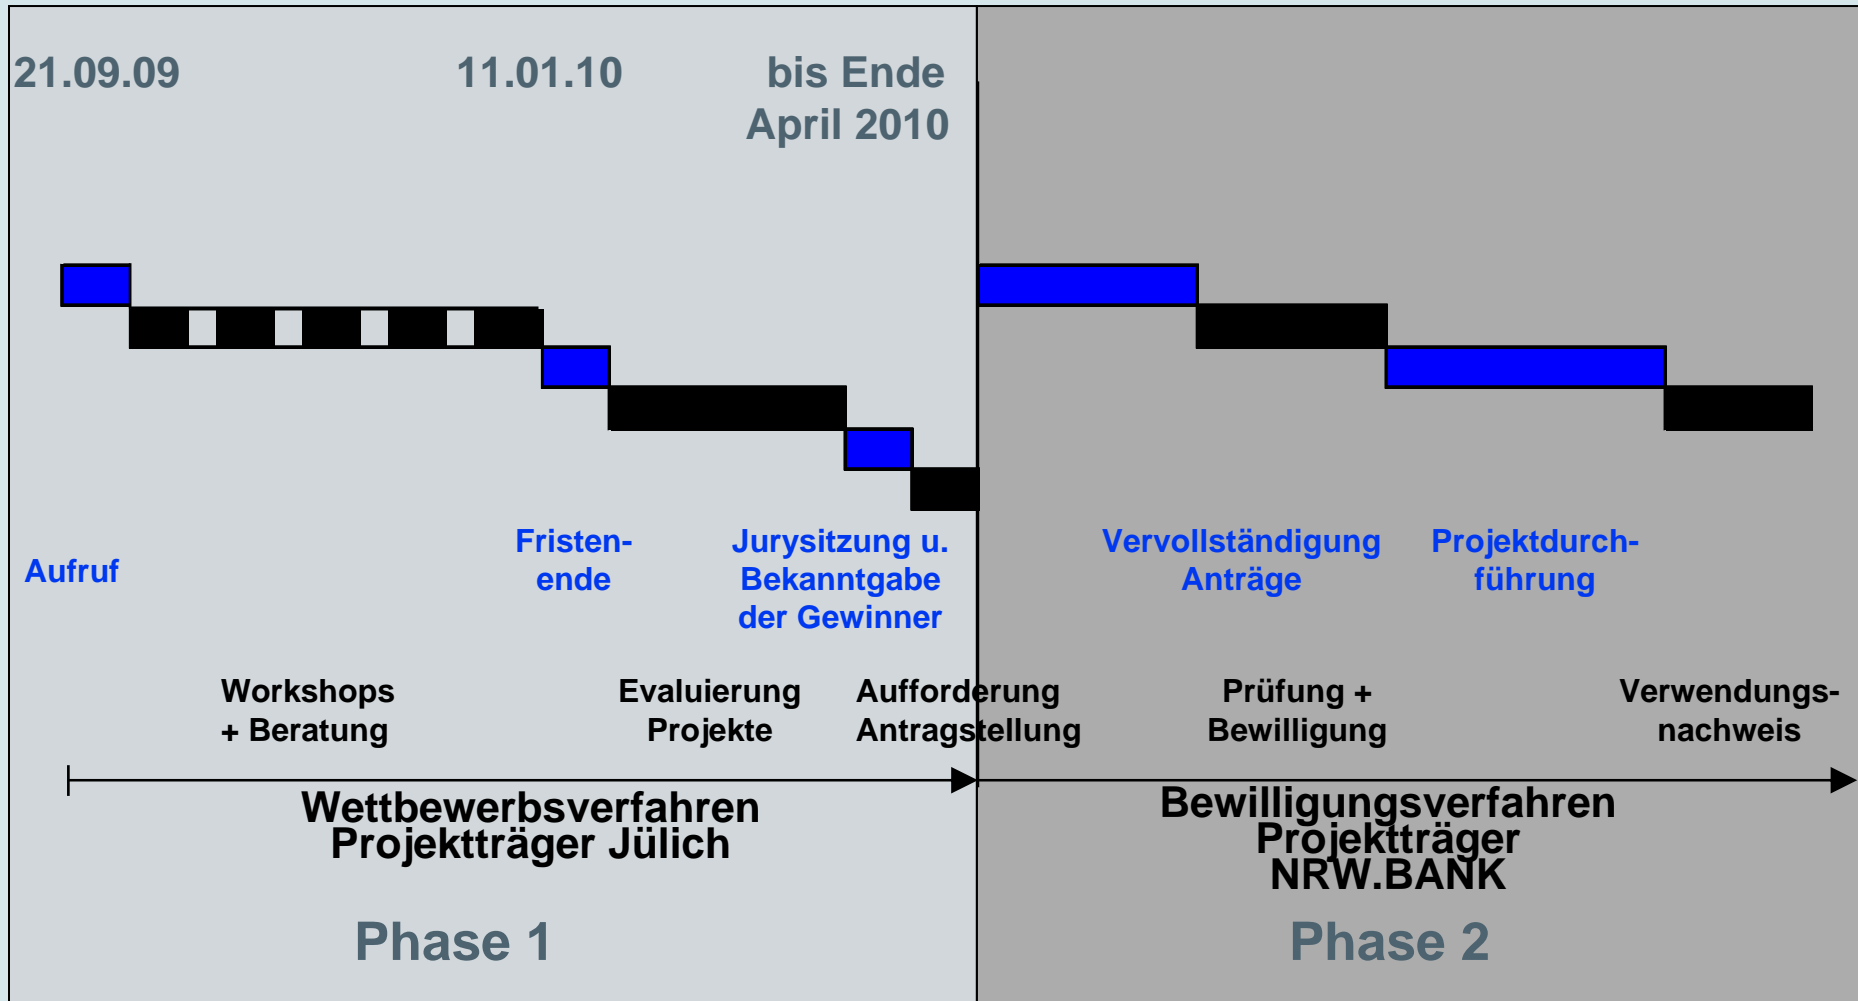 21.09.09
11.01.10
bis Ende
April 2010
Aufruf
Fristen-
ende
Jurysitzung u.
Bekanntgabe
der Gewinner
Vervollständigung
Anträge
Projektdurch-
führung
Workshops
+ Beratung
Evaluierung
Projekte
Aufforderung
Antragstellung
Prüfung +
Bewilligung
Verwendungs-
nachweis
Wettbewerbsverfahren
Projektträger Jülich
Bewilligungsverfahren
Projektträger
NRW.BANK
Phase 1
Phase 2